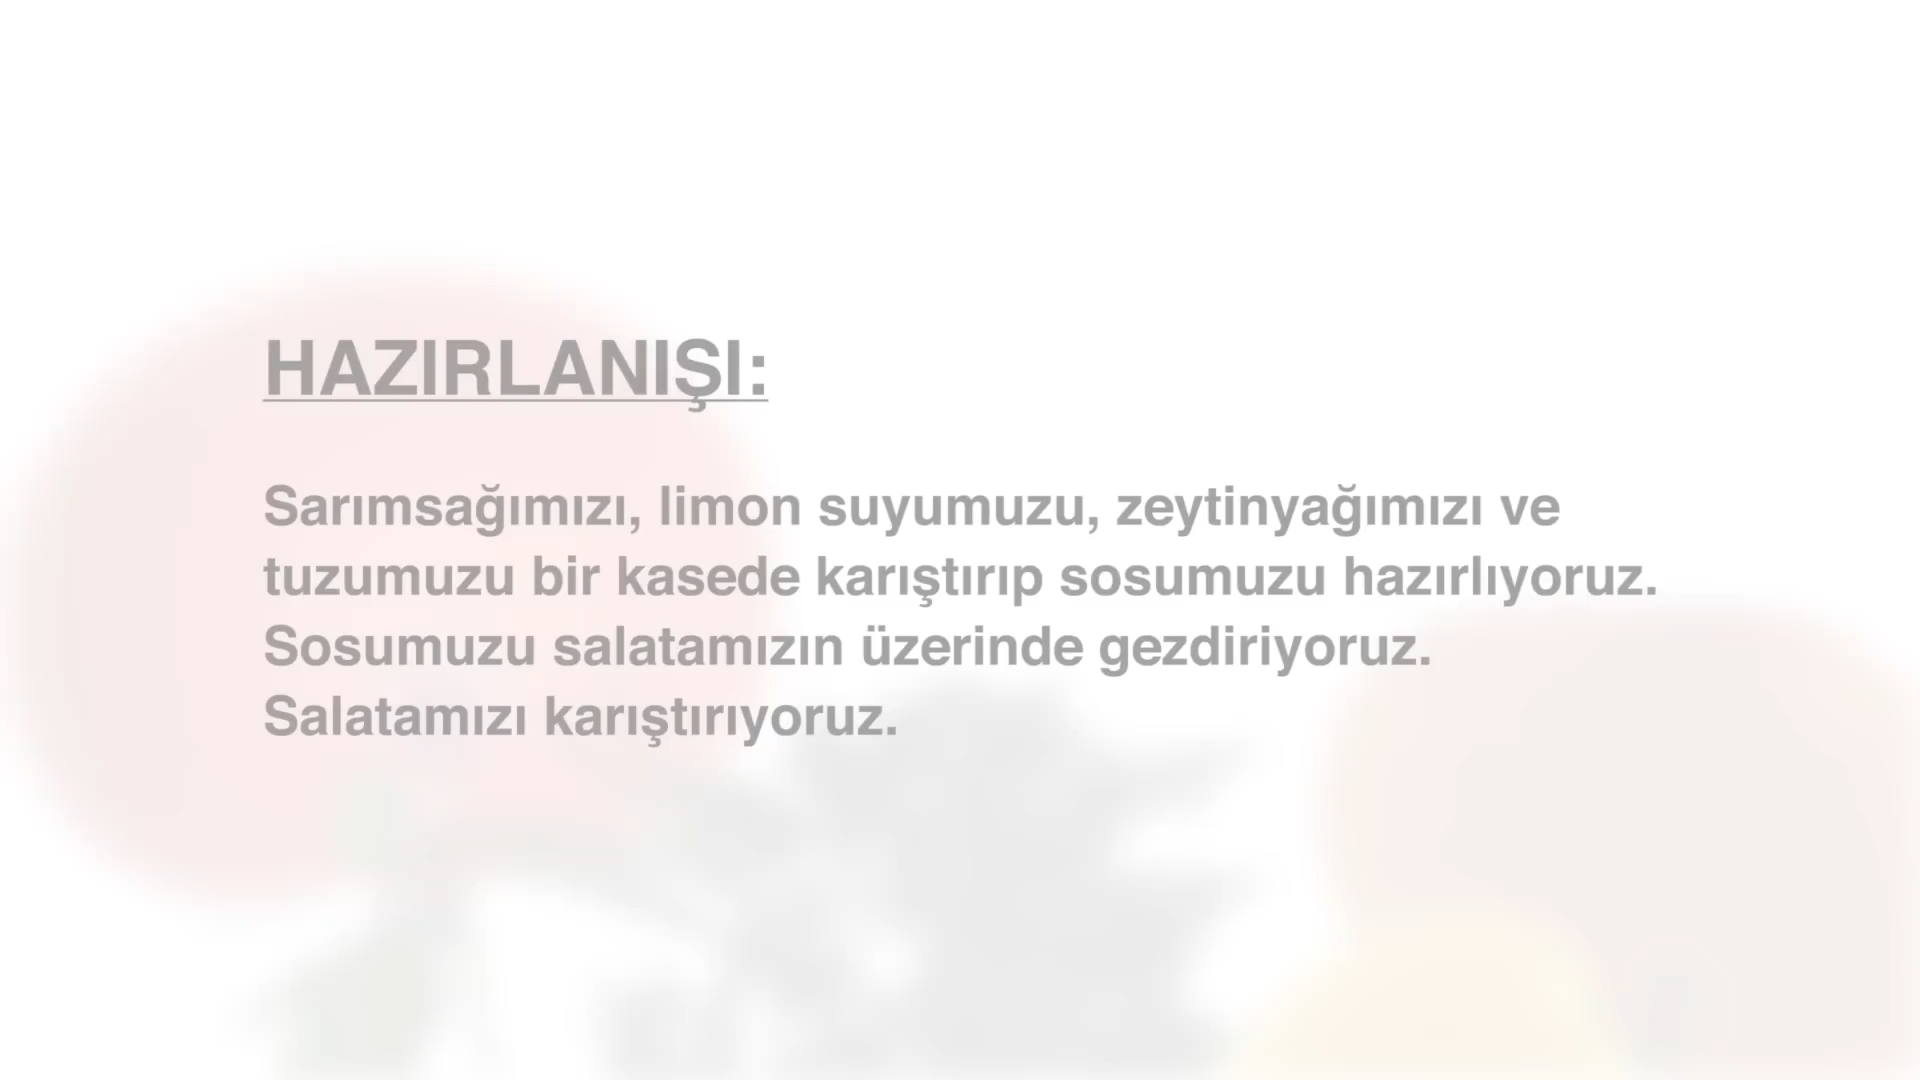 HAZIRLANIŞI:
Sarımsağımızı, limon suyumuzu, zeytinyağımızı ve
tuzumuzu bir kasede karıştırıp sosumuzu hazırlıyoruz.
Sosumuzu salatamızın üzerinde gezdiriyoruz.
Salatamızı karıştırıyoruz.